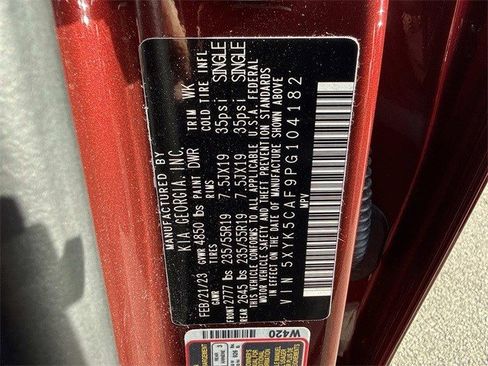 MANUFACTURED BY
KIA GEORGIA, INC.
FEB/21/23 GVWR 4850 lbs PAINT DWR TRIM WK
GAWR TIRES RMS COLD TIRE INFL
FRONT 2777 lbs 235/55R19 7.5JX19 35psi SINGLE
REAR 2645 lbs 235/55R19 7.5JX19 35psi SINGLE
THIS VEHICLE CONFORMS TO ALL APPLICABLE U.S.A FEDERAL
MOTOR VEHICLE SAFETY AND THEFT PREVENTION STANDARDS
IN EFFECT ON THE DATE OF MANUFACTURE SHOWN ABOVE
VIN 5XYK5CAF9PG104182
MPV
W420